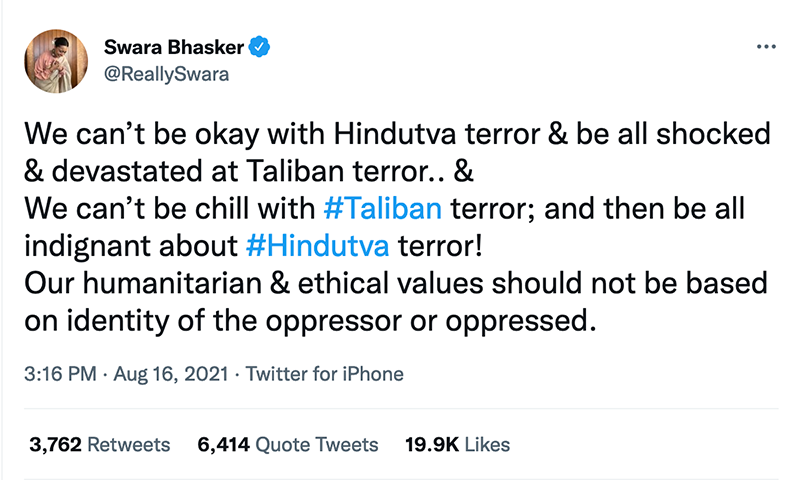 Swara Bhasker
@ReallySwara
We can’t be okay with Hindutva terror & be all shocked
& devastated at Taliban terror.. &
We can’t be chill with #Taliban terror; and then be all
indignant about #Hindutva terror!
Our humanitarian & ethical values should not be based
on identity of the oppressor or oppressed.
3:16 PM · Aug 16, 2021 · Twitter for iPhone
3,762 Retweets 6,414 Quote Tweets 19.9K Likes